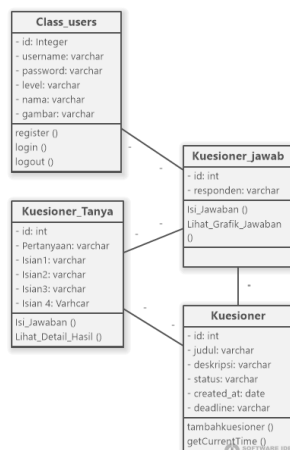 Class_users
- id: Integer
- username: varchar
- password: varchar
- level: varchar
- nama: varchar
- gambar: varchar
register ()
login ()
logout ()
Kuesioner_jawab
- id: int
- responden: varchar
Isi_Jawaban ()
Lihat_Grafik_Jawaban
()
Kuesioner_Tanya
- id: int
- Pertanyaan: varchar
- Isian1: varchar
- Isian2: varchar
- Isian3: varchar
- Isian 4: Varhcar
Isi_Jawaban ()
Lihat_Detail_Hasil ()
Kuesioner
- id: int
- judul: varchar
- deskripsi: varchar
- status: varchar
- created_at: date
- deadline: varchar
tambahkuesioner ()
getCurrentTime ()
SOFTWARE IDE